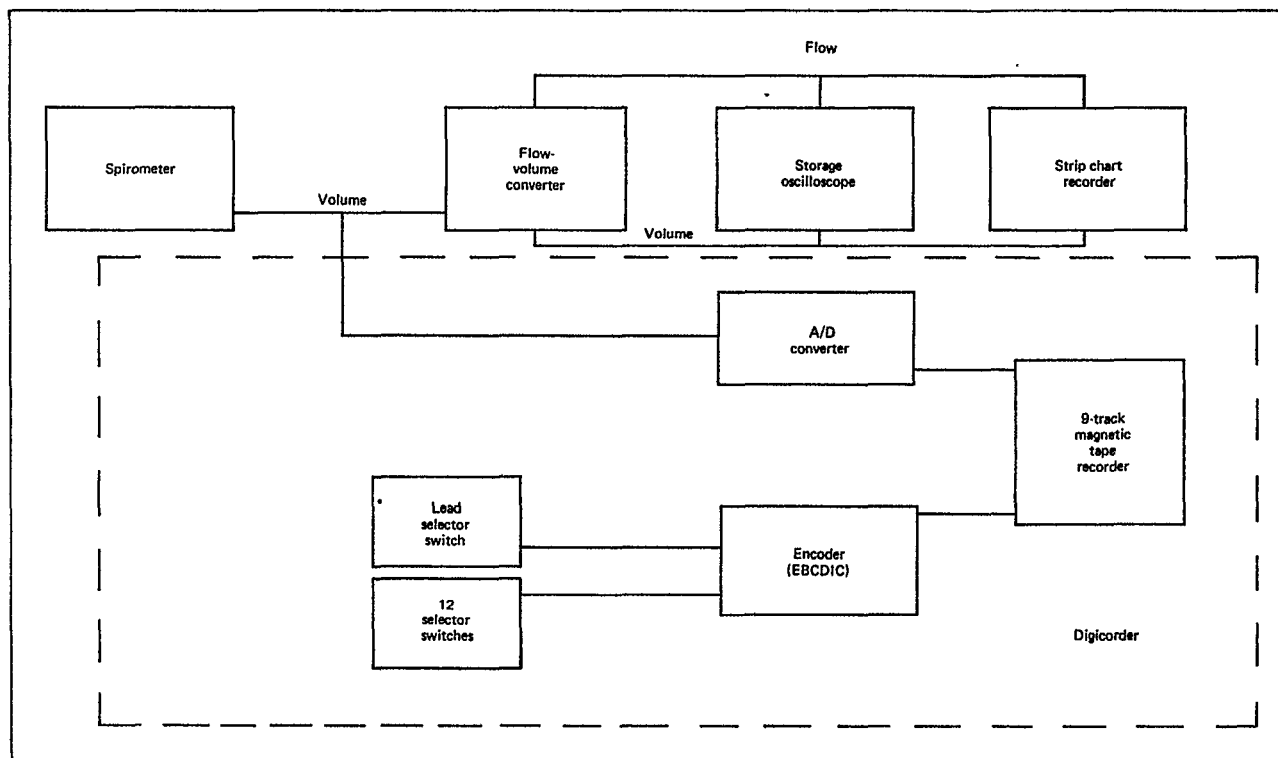 Flow
Spirometer
Flow-
volume
converter
Storage
oscilloscope
Strip chart
recorder
Volume
Volume
A/D
converter
9-track
magnetic
tape
recorder
Lead
selector
switch
Encoder
(EBCDIC)
12
selector
switches
Digicorder